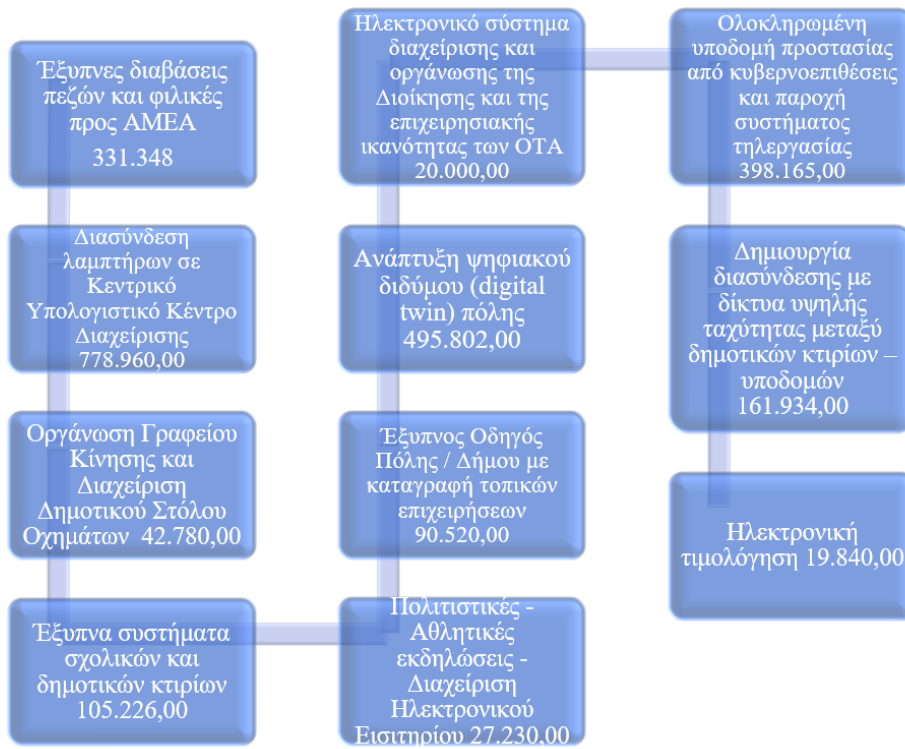 Έξυπνες διαβάσεις
πεζών και φιλικές
προς ΑΜΕΑ
331.348
Διασύνδεση
λαμπτήρων σε
Κεντρικό
Υπολογιστικό Κέντρο
Διαχείρισης
778.960,00
Οργάνωση Γραφείου
Κίνησης και
Διαχείριση
Δημοτικού Στόλου
Οχημάτων 42.780,00
Έξυπνα συστήματα
σχολικών και
δημοτικών κτιρίων
105.226,00
Πολιτιστικές -
Αθλητικές
εκδηλώσεις -
Διαχείριση
Ηλεκτρονικού
Εισιτηρίου 27.230,00
Έξυπνος Οδηγός
Πόλης / Δήμου με
καταγραφή τοπικών
επιχειρήσεων
90.520,00
Ανάπτυξη ψηφιακού
διδύμου (digital
twin) πόλης
495.802,00
Ηλεκτρονικό σύστημα
διαχείρισης και
οργάνωσης της
Διοίκησης και της
επιχειρησιακής
ικανότητας των ΟΤΑ
20.000,00
Ολοκληρωμένη
υποδομή προστασίας
από κυβερνοεπιθέσεις
και παροχή
συστήματος
τηλεργασίας
398.165,00
Δημιουργία
διασύνδεσης με
δίκτυα υψηλής
ταχύτητας μεταξύ
δημοτικών κτιρίων –
υποδομών
161.934,00
Ηλεκτρονική
τιμολόγηση 19.840,00